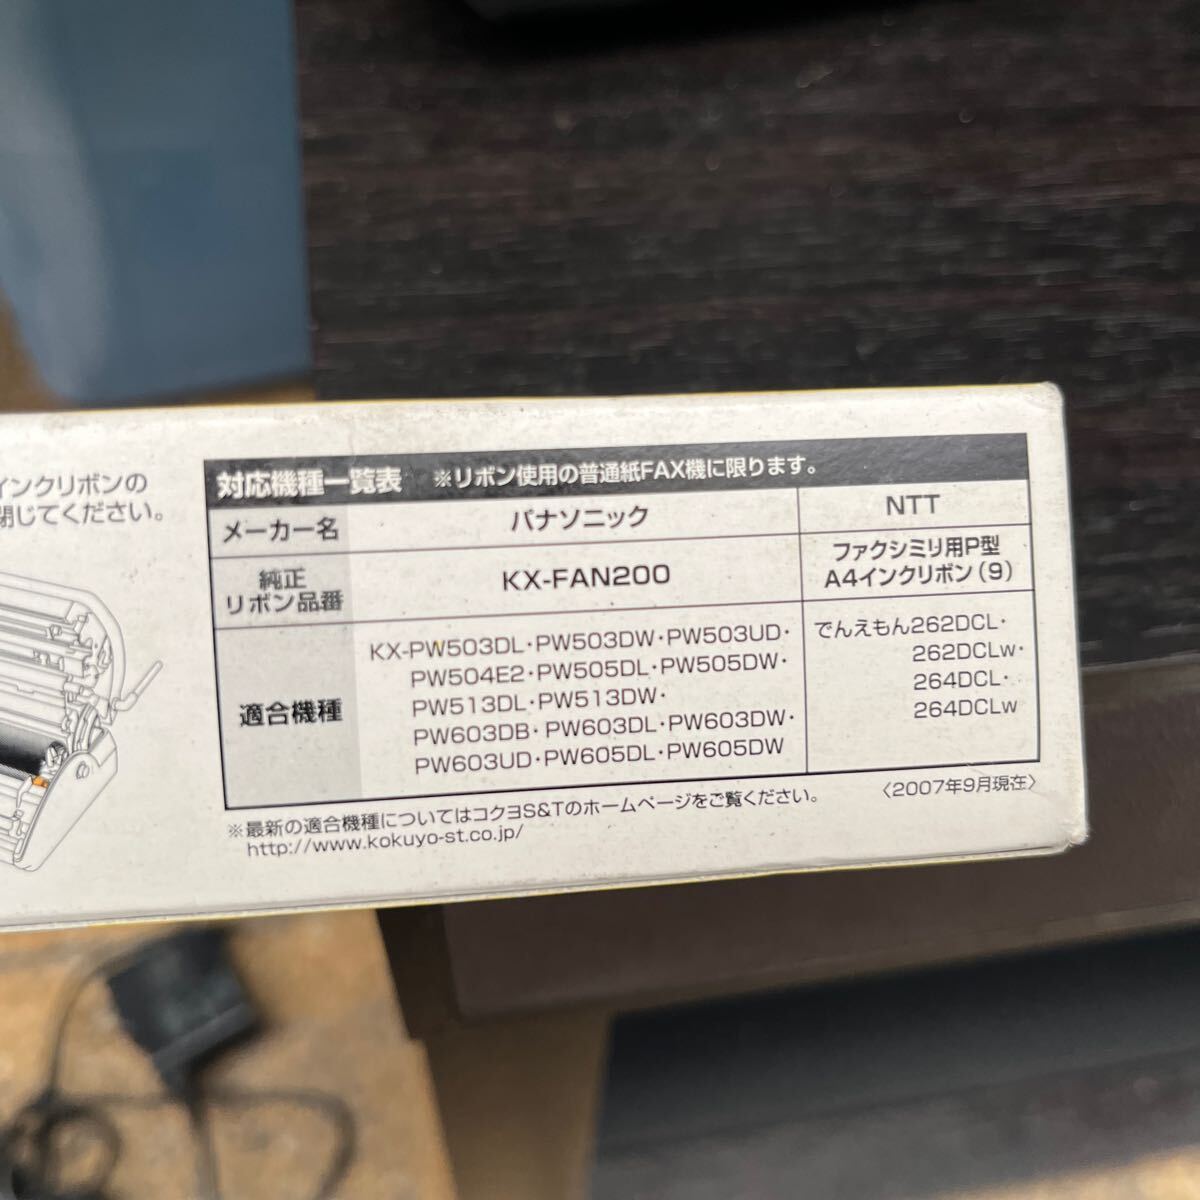 インクリボンの
閉じてください。
対応機種一覧表 ※リボン使用の普通紙FAX機に限ります。
メーカー名 パナソニック NTT
純正
リボン品番 KX-FAN200 ファクシミリ用P型
A4インクリボン(9)
適合機種
KX-PW503DL・PW503DW・PW503UD・
PW504E2・PW505DL・PW505DW・
PW513DL・PW513DW・
PW603DB・PW603DL・PW603DW・
PW603UD・PW605DL・PW605DW
でんえもん262DCL・
262DCLw・
264DCL・
264DCLw
※最新の適合機種についてはコクヨS&Tのホームページをご覧ください。
http://www.kokuyo-st.co.jp/
〈2007年9月現在〉